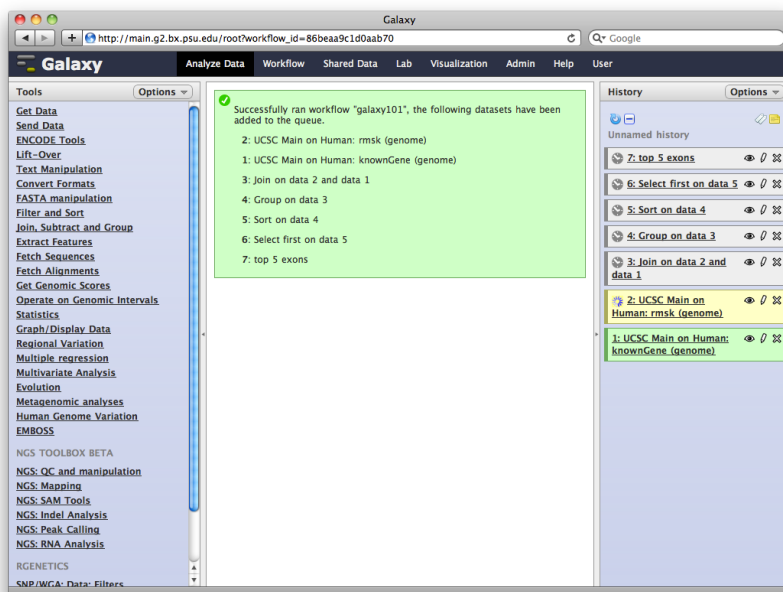 Galaxy
http://main.g2.bx.psu.edu/root?workflow_id=86beaa9c1d0aab70
Google
Galaxy
Analyze Data Workflow Shared Data Lab Visualization Admin Help User
Tools
Options
Get Data
Send Data
ENCODE Tools
Lift-Over
Text Manipulation
Convert Formats
FASTA manipulation
Filter and Sort
Join, Subtract and Group
Extract Features
Fetch Sequences
Fetch Alignments
Get Genomic Scores
Operate on Genomic Intervals
Statistics
Graph/Display Data
Regional Variation
Multiple regression
Multivariate Analysis
Evolution
Metagenomic analyses
Human Genome Variation
EMBOSS
NGS TOOLBOX BETA
NGS: QC and manipulation
NGS: Mapping
NGS: SAM Tools
NGS: Indel Analysis
NGS: Peak Calling
NGS: RNA Analysis
RGENETICS
SNP/WGA: Data; Filters
Successfully ran workflow "galaxy101", the following datasets have been
added to the queue.
2: UCSC Main on Human: rmsk (genome)
1: UCSC Main on Human: knownGene (genome)
3: Join on data 2 and data 1
4: Group on data 3
5: Sort on data 4
6: Select first on data 5
7: top 5 exons
History
Options
Unnamed history
7: top 5 exons
6: Select first on data 5
5: Sort on data 4
4: Group on data 3
3: Join on data 2 and
data 1
2: UCSC Main on
Human: rmsk (genome)
1: UCSC Main on Human:
knownGene (genome)